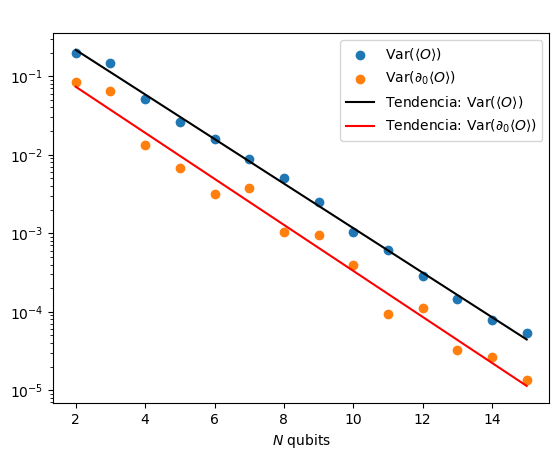 Var(⟨O⟩)
Var(∂₀⟨O⟩)
Tendencia: Var(⟨O⟩)
Tendencia: Var(∂₀⟨O⟩)
10⁻¹
10⁻²
10⁻³
10⁻⁴
10⁻⁵
2 4 6 8 10 12 14
N qubits